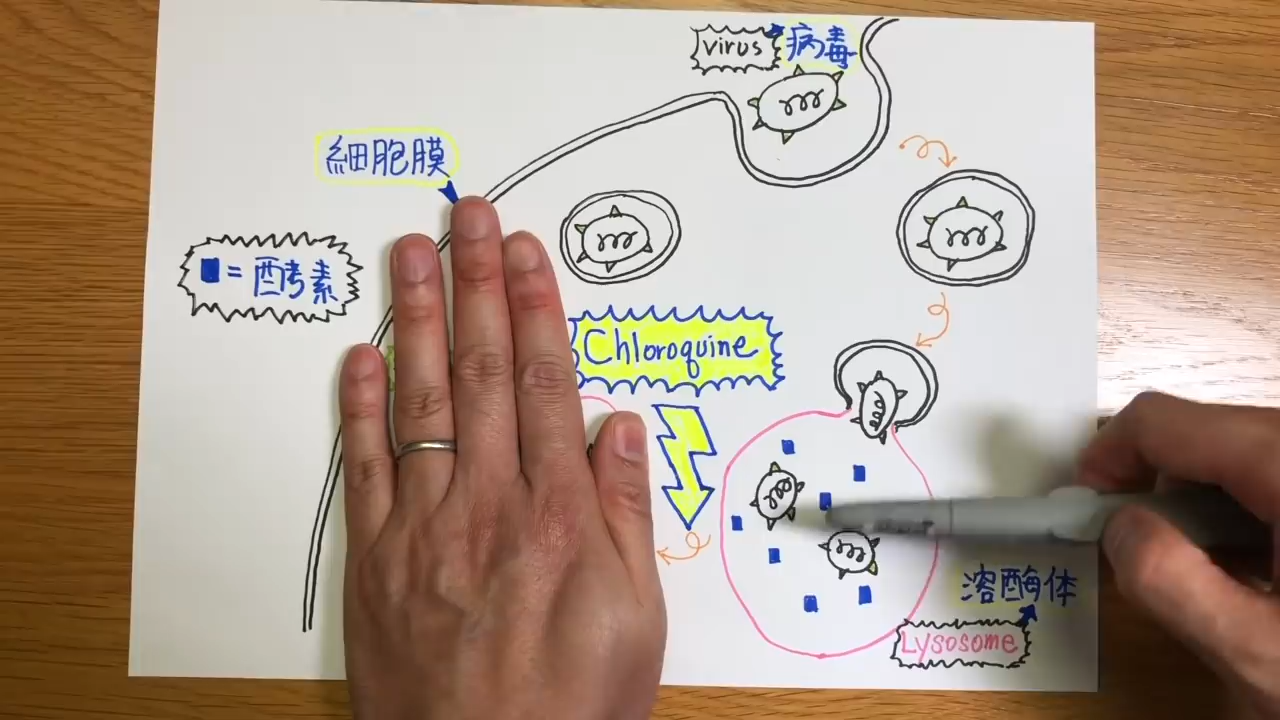 virus 病毒
細胞膜
= 酵素
Chloroquine
溶酶体
Lysosome